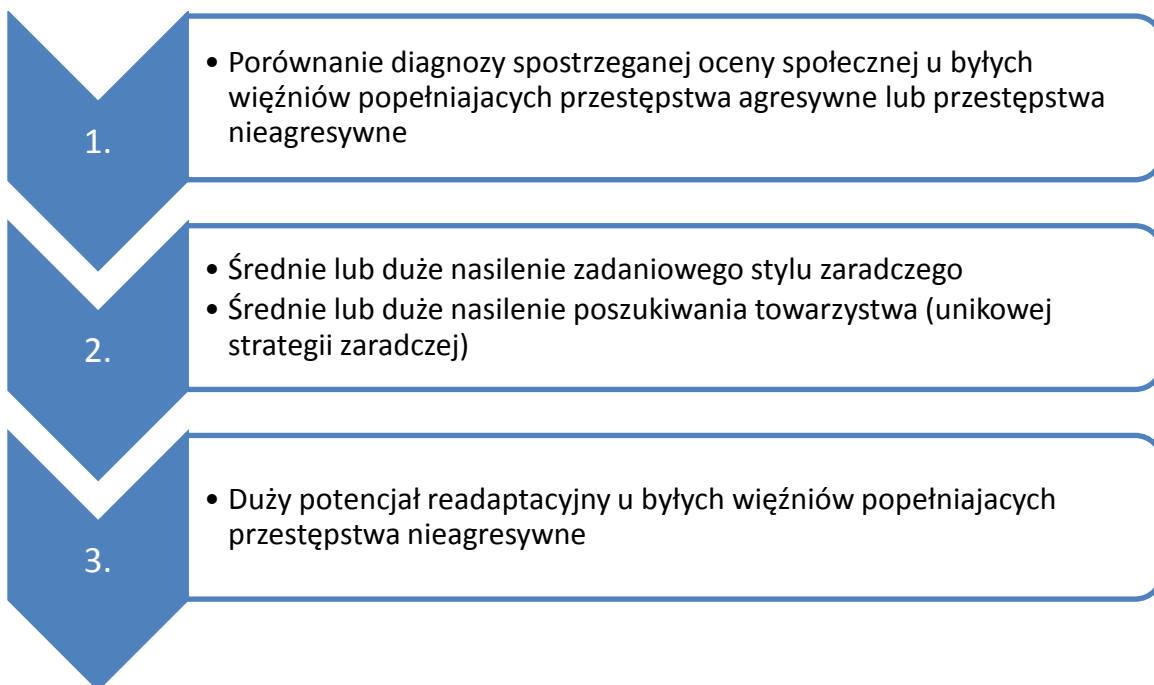 1.
• Porównanie diagnozy spostrzeganej oceny społecznej u byłych
więźniów popełniajacych przestępstwa agresywne lub przestępstwa
nieagresywne
2.
• Średnie lub duże nasilenie zadaniowego stylu zaradczego
• Średnie lub duże nasilenie poszukiwania towarzystwa (unikowej
strategii zaradczej)
3.
• Duży potencjał readaptacyjny u byłych więźniów popełniajacych
przestępstwa nieagresywne